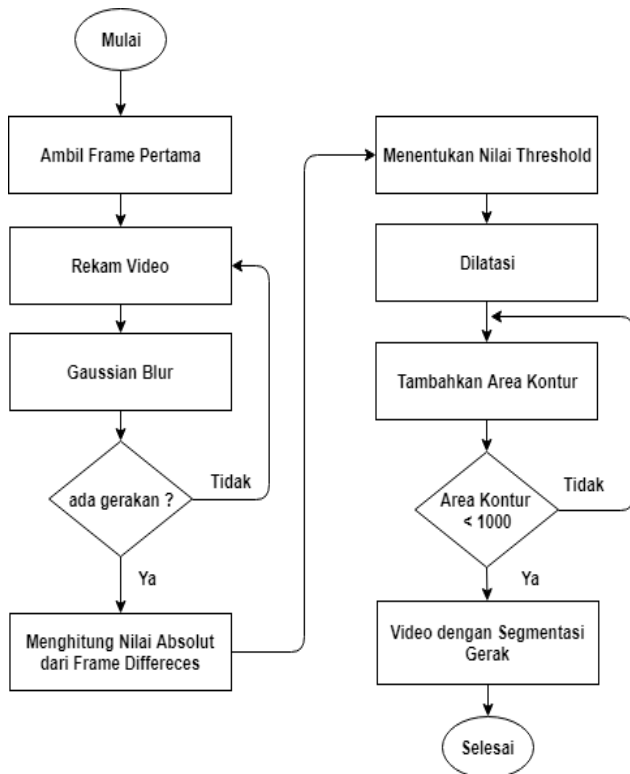 Mulai
Ambil Frame Pertama
Rekam Video
Gaussian Blur
ada gerakan ?
Tidak
Ya
Menghitung Nilai Absolut
dari Frame Differeces
Menentukan Nilai Threshold
Dilatasi
Tambahkan Area Kontur
Area Kontur
< 1000
Tidak
Ya
Video dengan Segmentasi
Gerak
Selesai